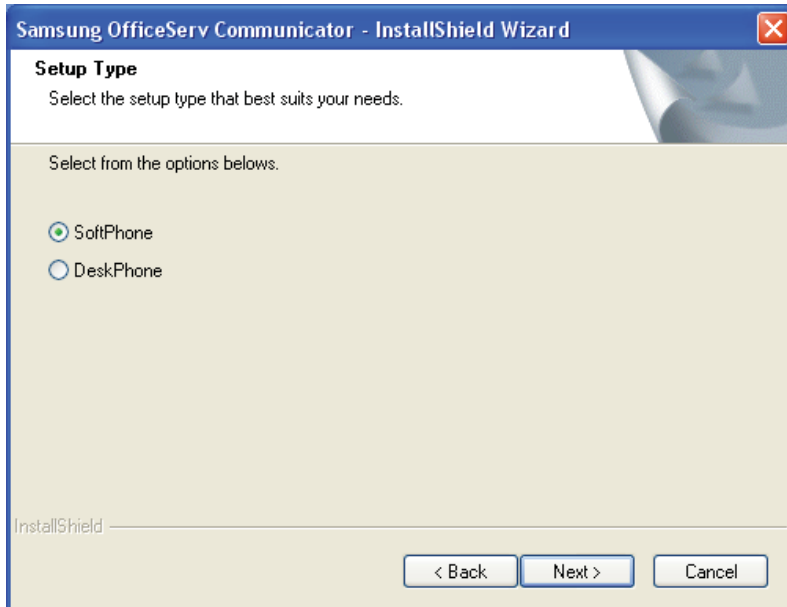 Samsung OfficeServ Communicator - InstallShield Wizard
Setup Type
Select the setup type that best suits your needs.
Select from the options belows.
SoftPhone
DeskPhone
InstallShield
< Back Next > Cancel